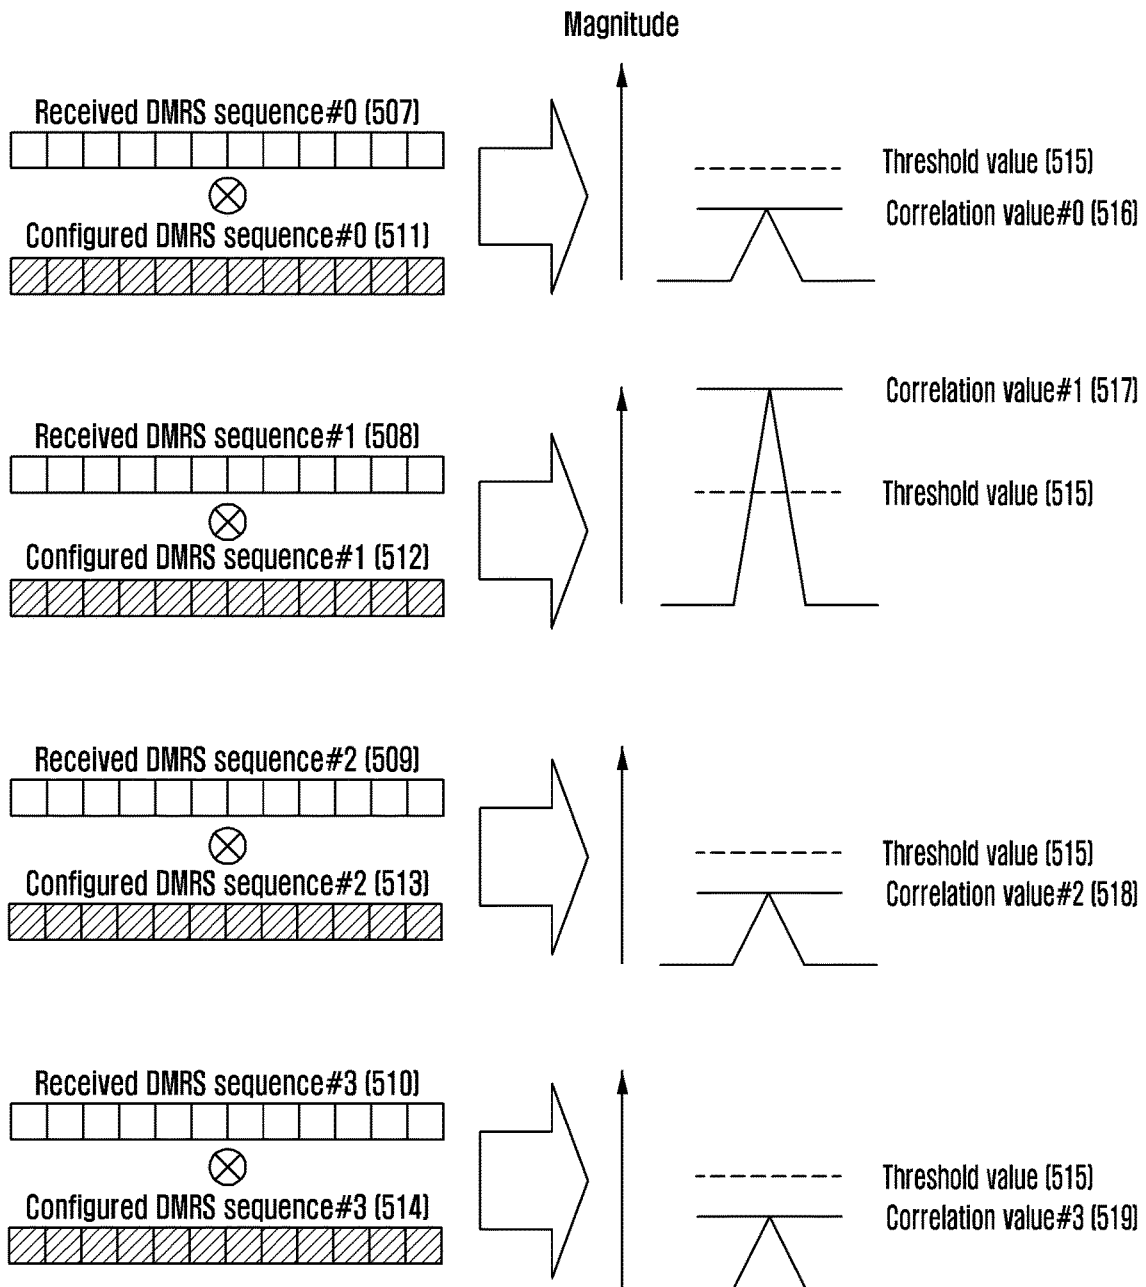 Magnitude
Received DMRS sequence#0 (507)
Configured DMRS sequence#0 (511)
Threshold value (515)
Correlation value#0 (516)
Received DMRS sequence#1 (508)
Configured DMRS sequence#1 (512)
Correlation value#1 (517)
Threshold value (515)
Received DMRS sequence#2 (509)
Configured DMRS sequence#2 (513)
Threshold value (515)
Correlation value#2 (518)
Received DMRS sequence#3 (510)
Configured DMRS sequence#3 (514)
Threshold value (515)
Correlation value#3 (519)